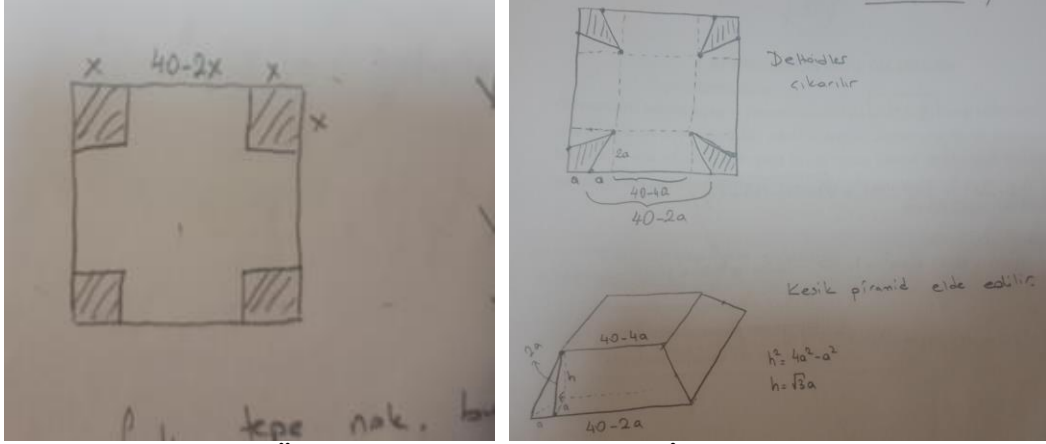 x 40-2x x
x
tepe nok.
Deltoidler
çıkarılır
2a
a a
40-4a
40-2a
Kesik piramid elde edilir.
40-4a
2a
h
a
a
40-2a
h²= 4a²-a²
h= √3a